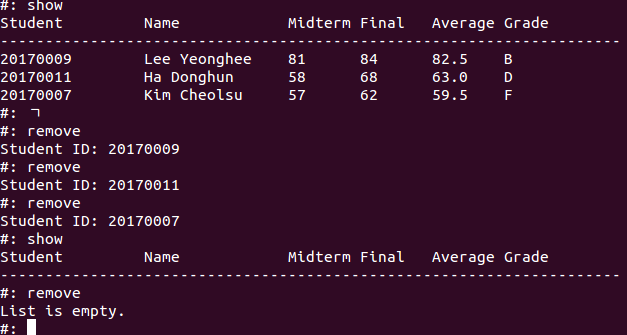 #: show
Student Name Midterm Final Average Grade
--------------------------------------------------------------------
20170009 Lee Yeonghee 81 84 82.5 B
20170011 Ha Donghun 58 68 63.0 D
20170007 Kim Cheolsu 57 62 59.5 F
#: ㄱ
#: remove
Student ID: 20170009
#: remove
Student ID: 20170011
#: remove
Student ID: 20170007
#: show
Student Name Midterm Final Average Grade
--------------------------------------------------------------------
#: remove
List is empty.
#: